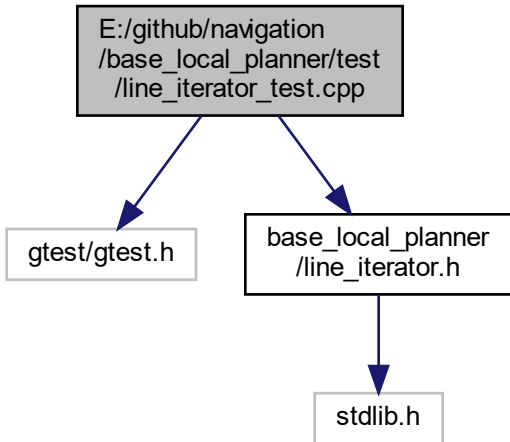 E:/github/navigation
/base_local_planner/test
/line_iterator_test.cpp
gtest/gtest.h
base_local_planner
/line_iterator.h
stdlib.h